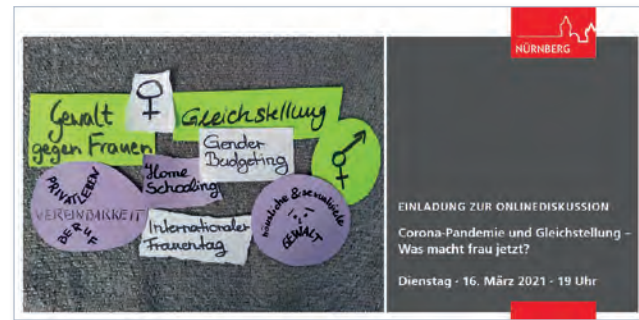 Gewalt
gegen Frauen
Gleichstellung
Gender
Budgeting
Home
Schooling
PRIVATLEBEN
VEREINBARKEIT
BERUF
Internationaler
Frauentag
häusliche & sexualisierte
GEWALT
NÜRNBERG
EINLADUNG ZUR ONLINEDISKUSSION
Corona-Pandemie und Gleichstellung –
Was macht frau jetzt?
Dienstag · 16. März 2021 · 19 Uhr